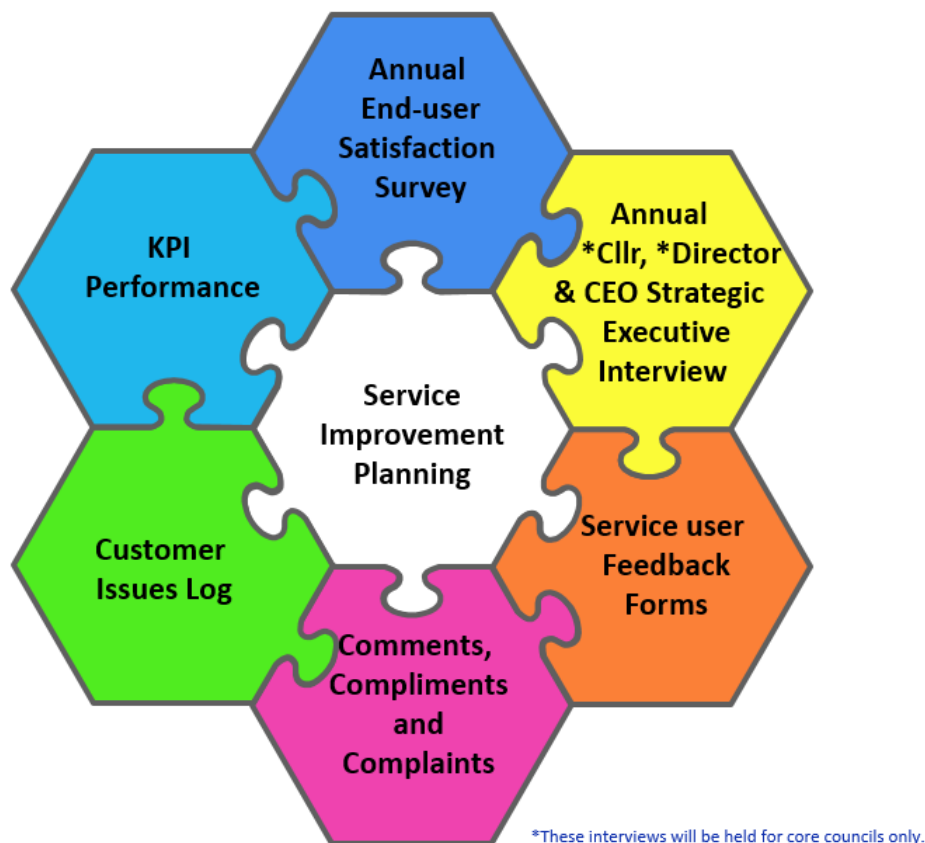 Annual
End-user
Satisfaction
Survey
KPI
Performance
Annual
*Cllr, *Director
& CEO Strategic
Executive
Interview
Service
Improvement
Planning
Customer
Issues Log
Service user
Feedback
Forms
Comments,
Compliments
and
Complaints
*These interviews will be held for core councils only.